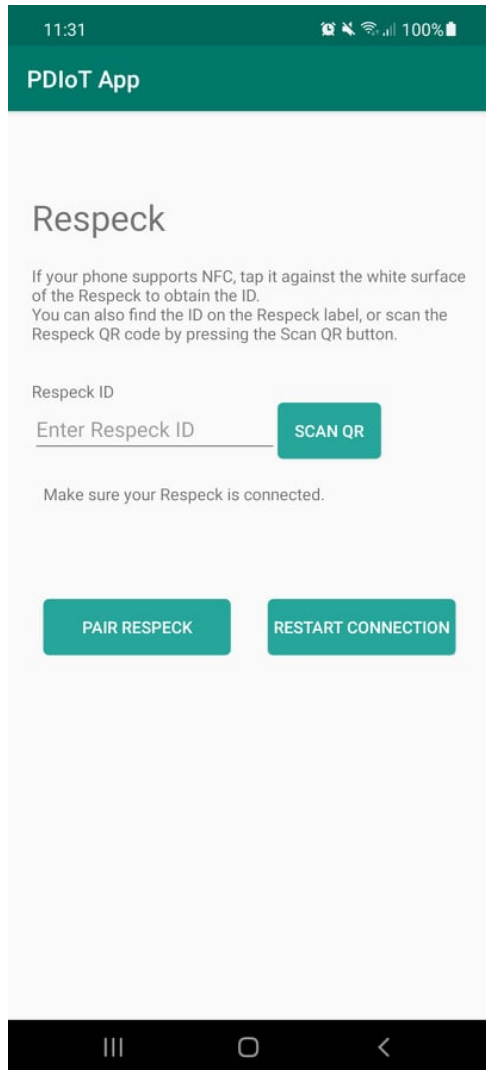 11:31 100%
PDIoT App
Respeck
If your phone supports NFC, tap it against the white surface
of the Respeck to obtain the ID.
You can also find the ID on the Respeck label, or scan the
Respeck QR code by pressing the Scan QR button.
Respeck ID
Enter Respeck ID SCAN QR
Make sure your Respeck is connected.
PAIR RESPECK RESTART CONNECTION